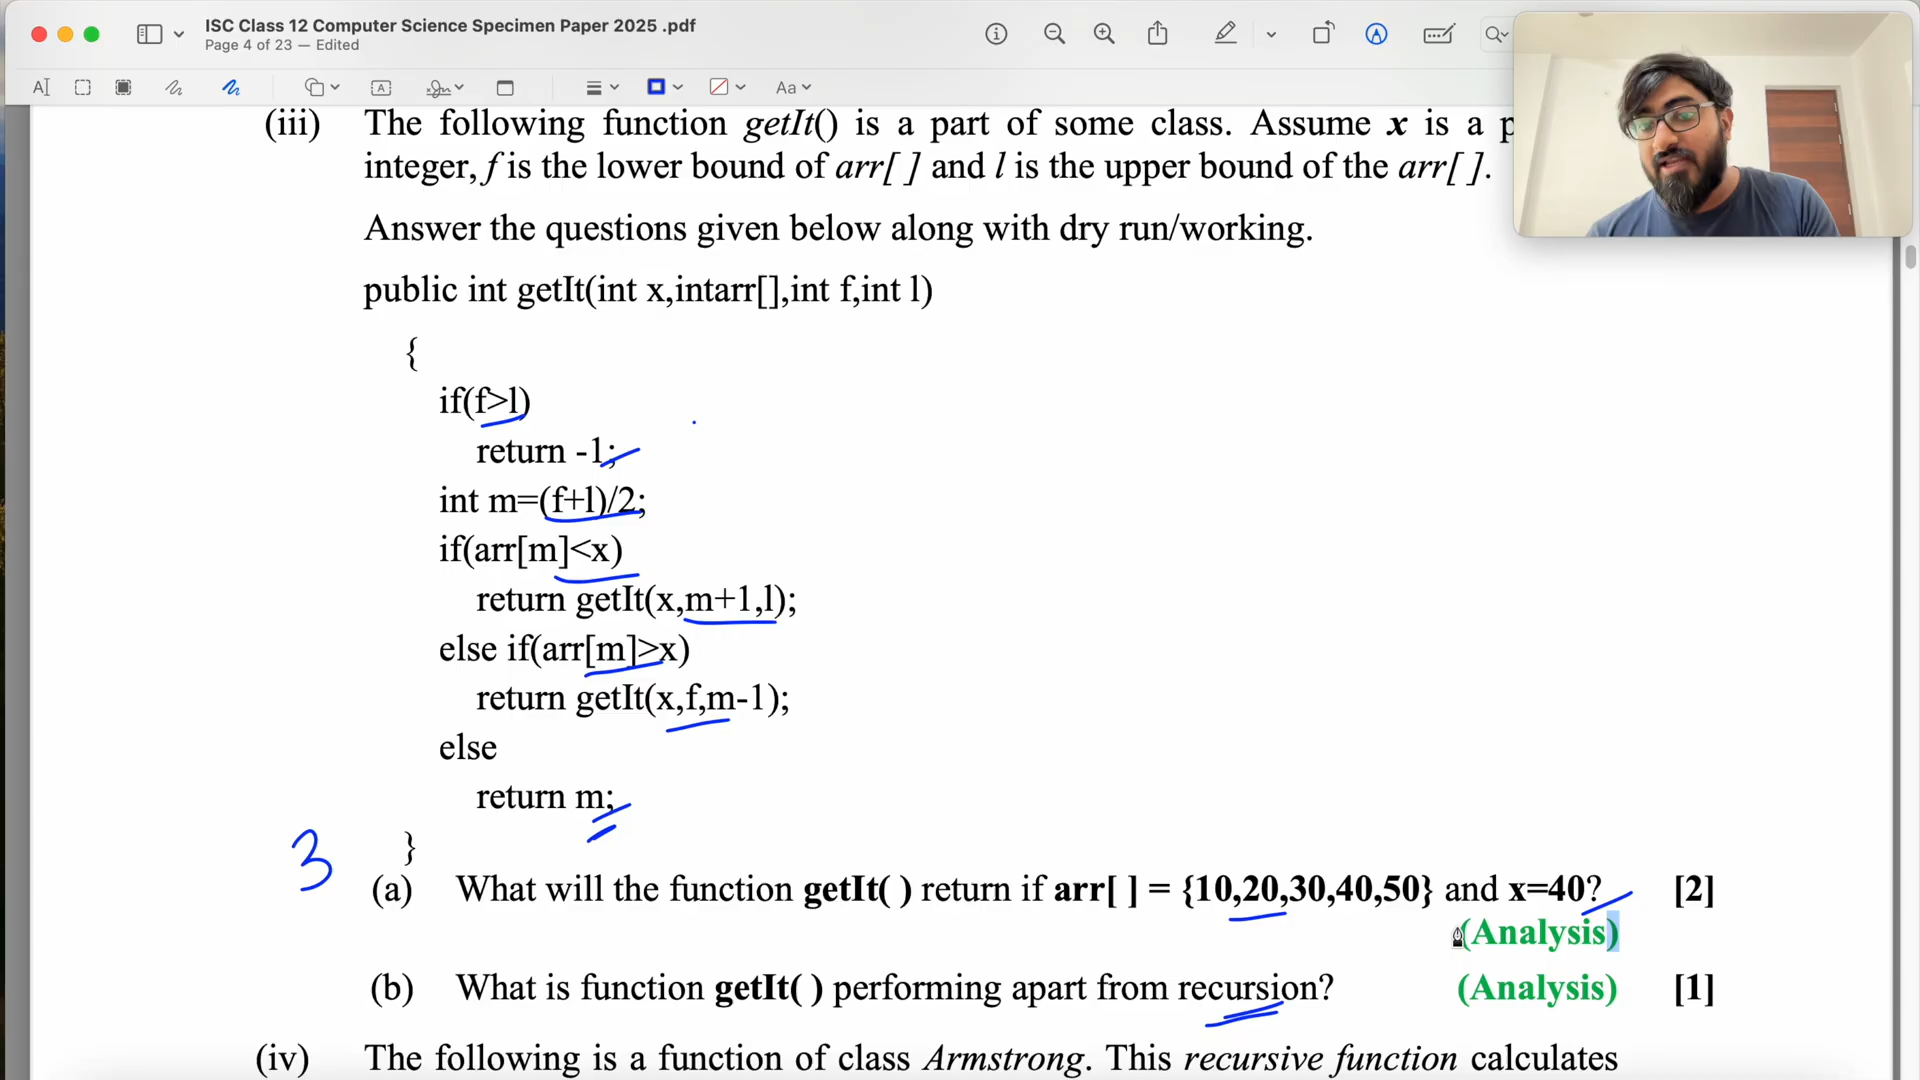 ISC Class 12 Computer Science Specimen Paper 2025 .pdf
Page 4 of 23 — Edited
(iii) The following function getIt() is a part of some class. Assume x is a p
integer, f is the lower bound of arr[ ] and l is the upper bound of the arr[ ].
Answer the questions given below along with dry run/working.
public int getIt(int x,intarr[],int f,int l)
{
if(f>l)
return -1;
int m=(f+l)/2;
if(arr[m]<x)
return getIt(x,m+1,l);
else if(arr[m]>x)
return getIt(x,f,m-1);
else
return m;
}
3
(a) What will the function getIt( ) return if arr[ ] = {10,20,30,40,50} and x=40? [2]
(Analysis)
(b) What is function getIt( ) performing apart from recursion? (Analysis) [1]
(iv) The following is a function of class Armstrong. This recursive function calculates